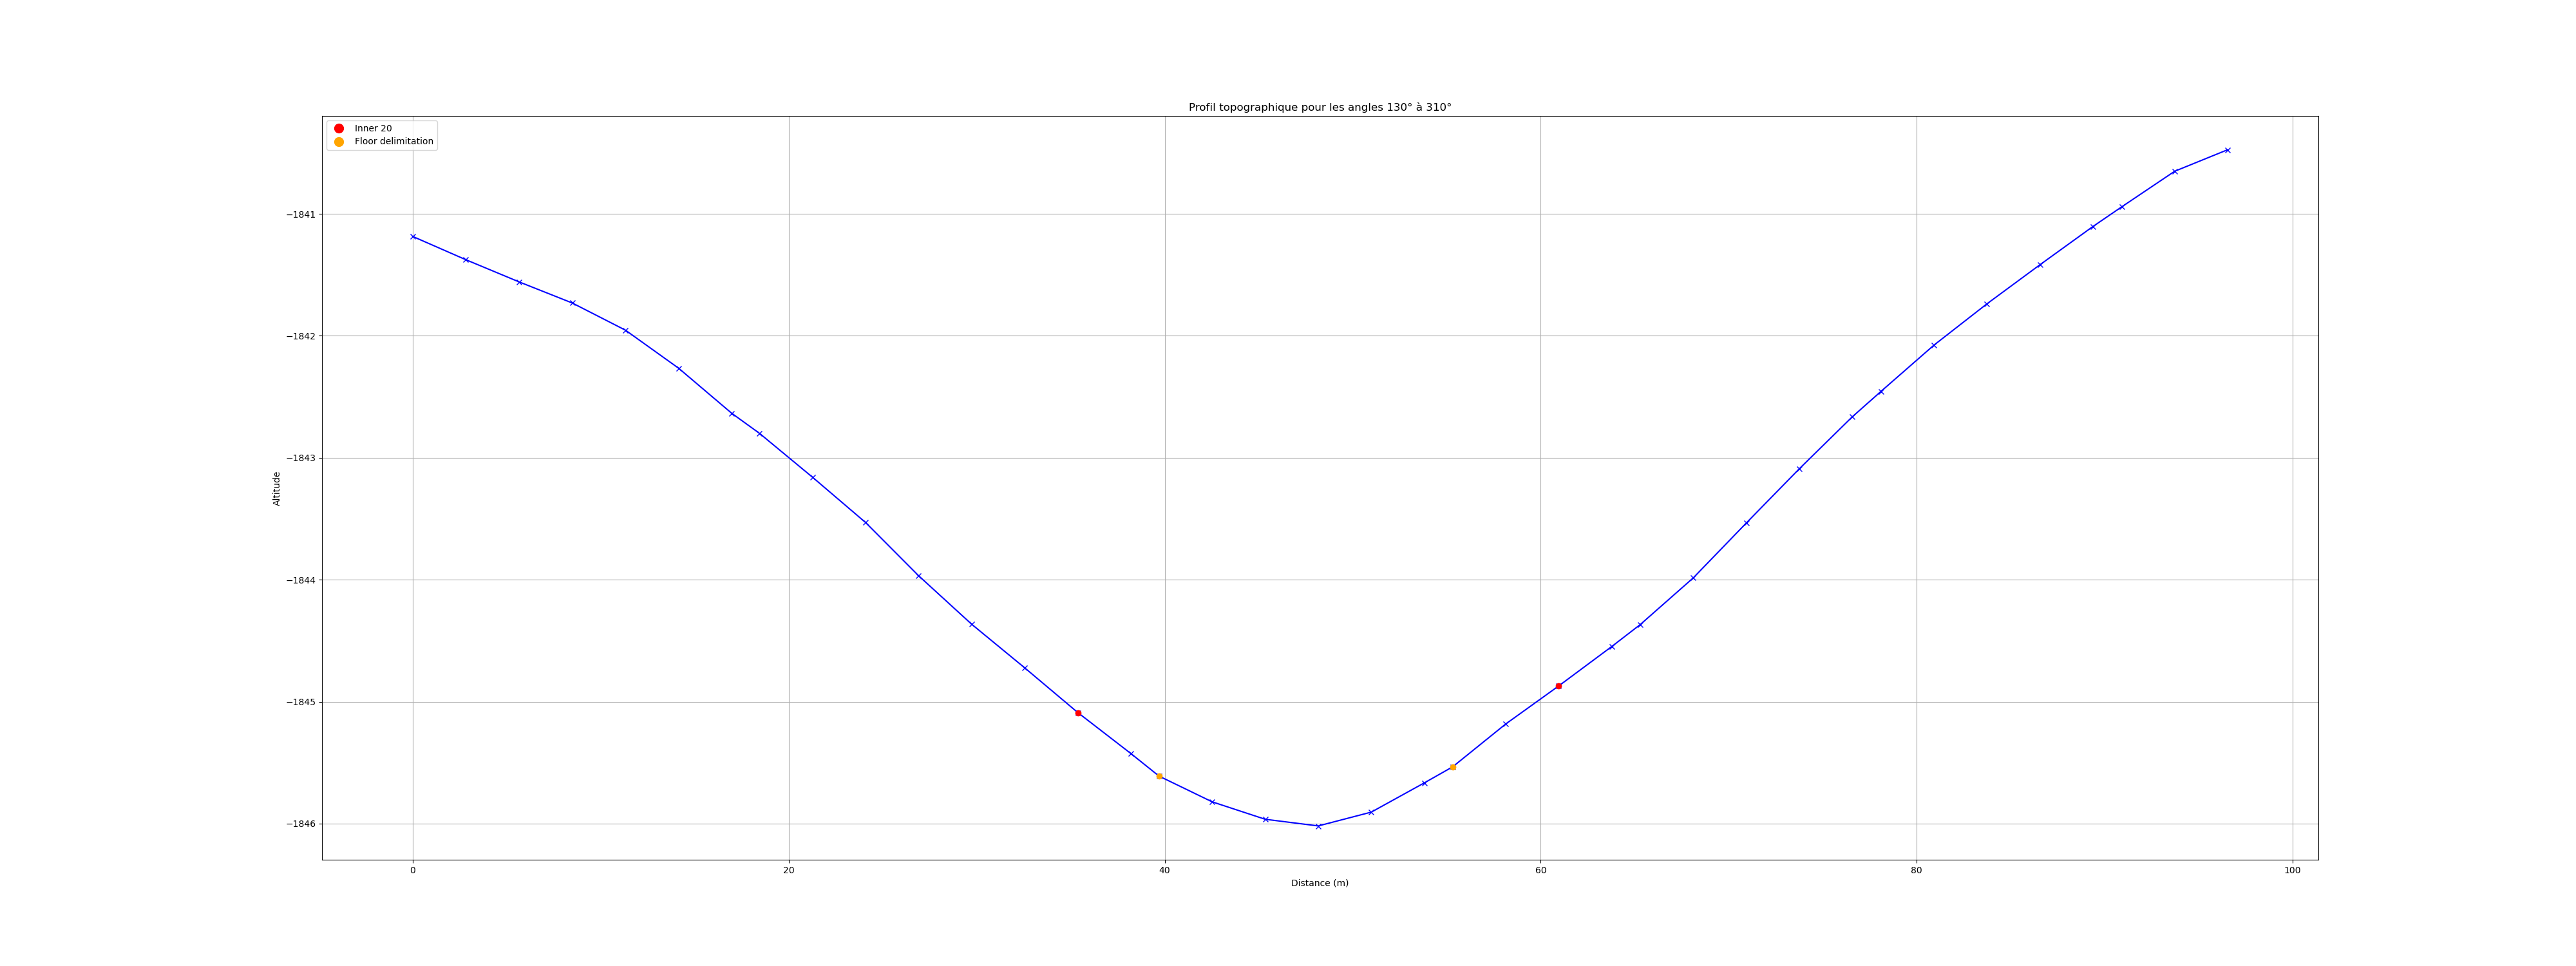 Profil topographique pour les angles 130° à 310°
Inner 20
Floor delimitation
Altitude
−1841
−1842
−1843
−1844
−1845
−1846
0
20
40
60
80
100
Distance (m)